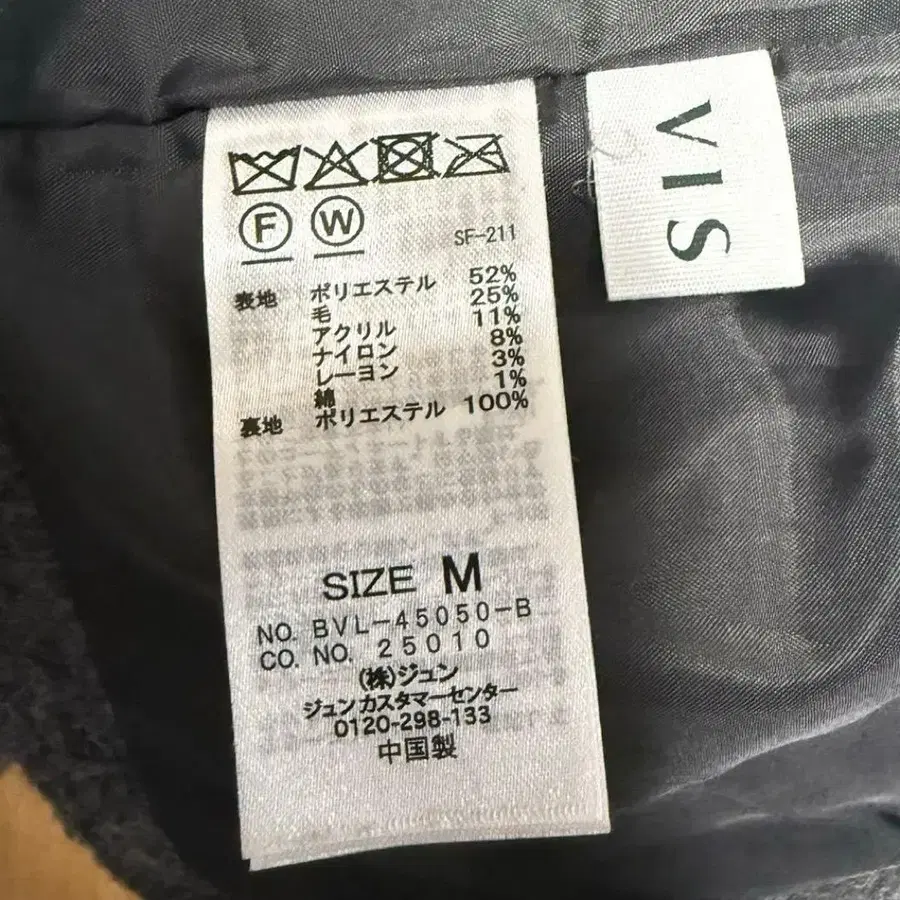 F W
SF-211
表地 ポリエステル 52%
毛 25%
アクリル 11%
ナイロン 8%
レーヨン 3%
綿 1%
裏地 ポリエステル 100%
SIZE M
NO. BVL-45050-B
CO. NO. 25010
(株)ジュン
ジュンカスタマーセンター
0120-298-133
中国製
VIS